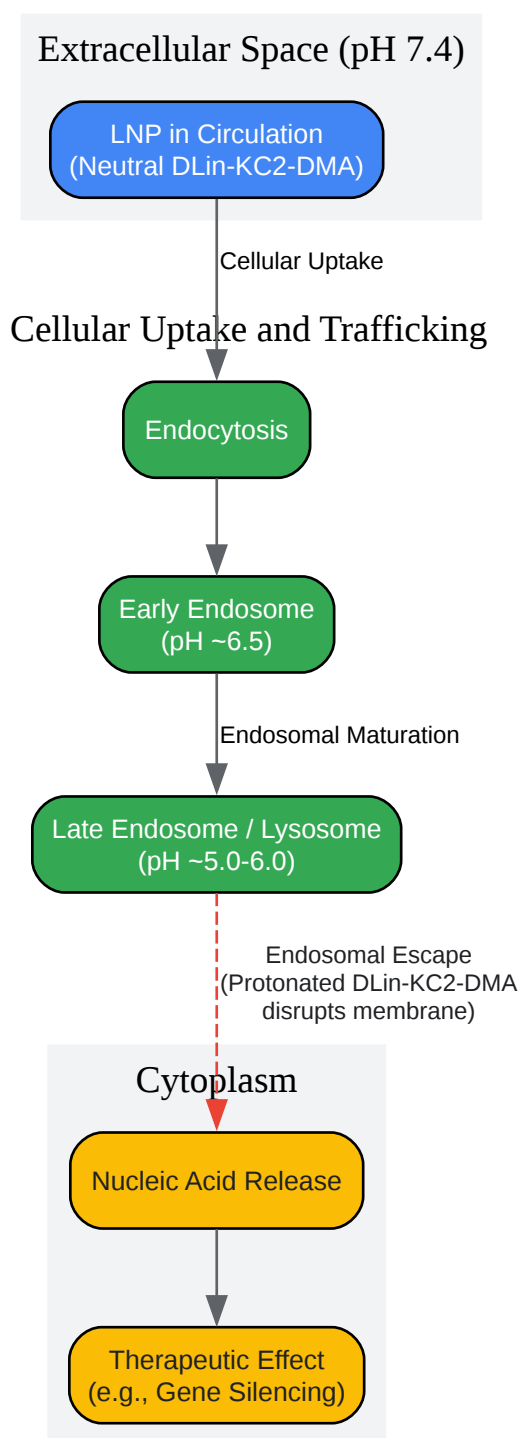 Extracellular Space (pH 7.4)
LNP in Circulation
(Neutral DLin-KC2-DMA)
Cellular Uptake
Cellular Uptake and Trafficking
Endocytosis
Early Endosome
(pH ~6.5)
Endosomal Maturation
Late Endosome / Lysosome
(pH ~5.0-6.0)
Endosomal Escape
(Protonated DLin-KC2-DMA
disrupts membrane)
Cytoplasm
Nucleic Acid Release
Therapeutic Effect
(e.g., Gene Silencing)